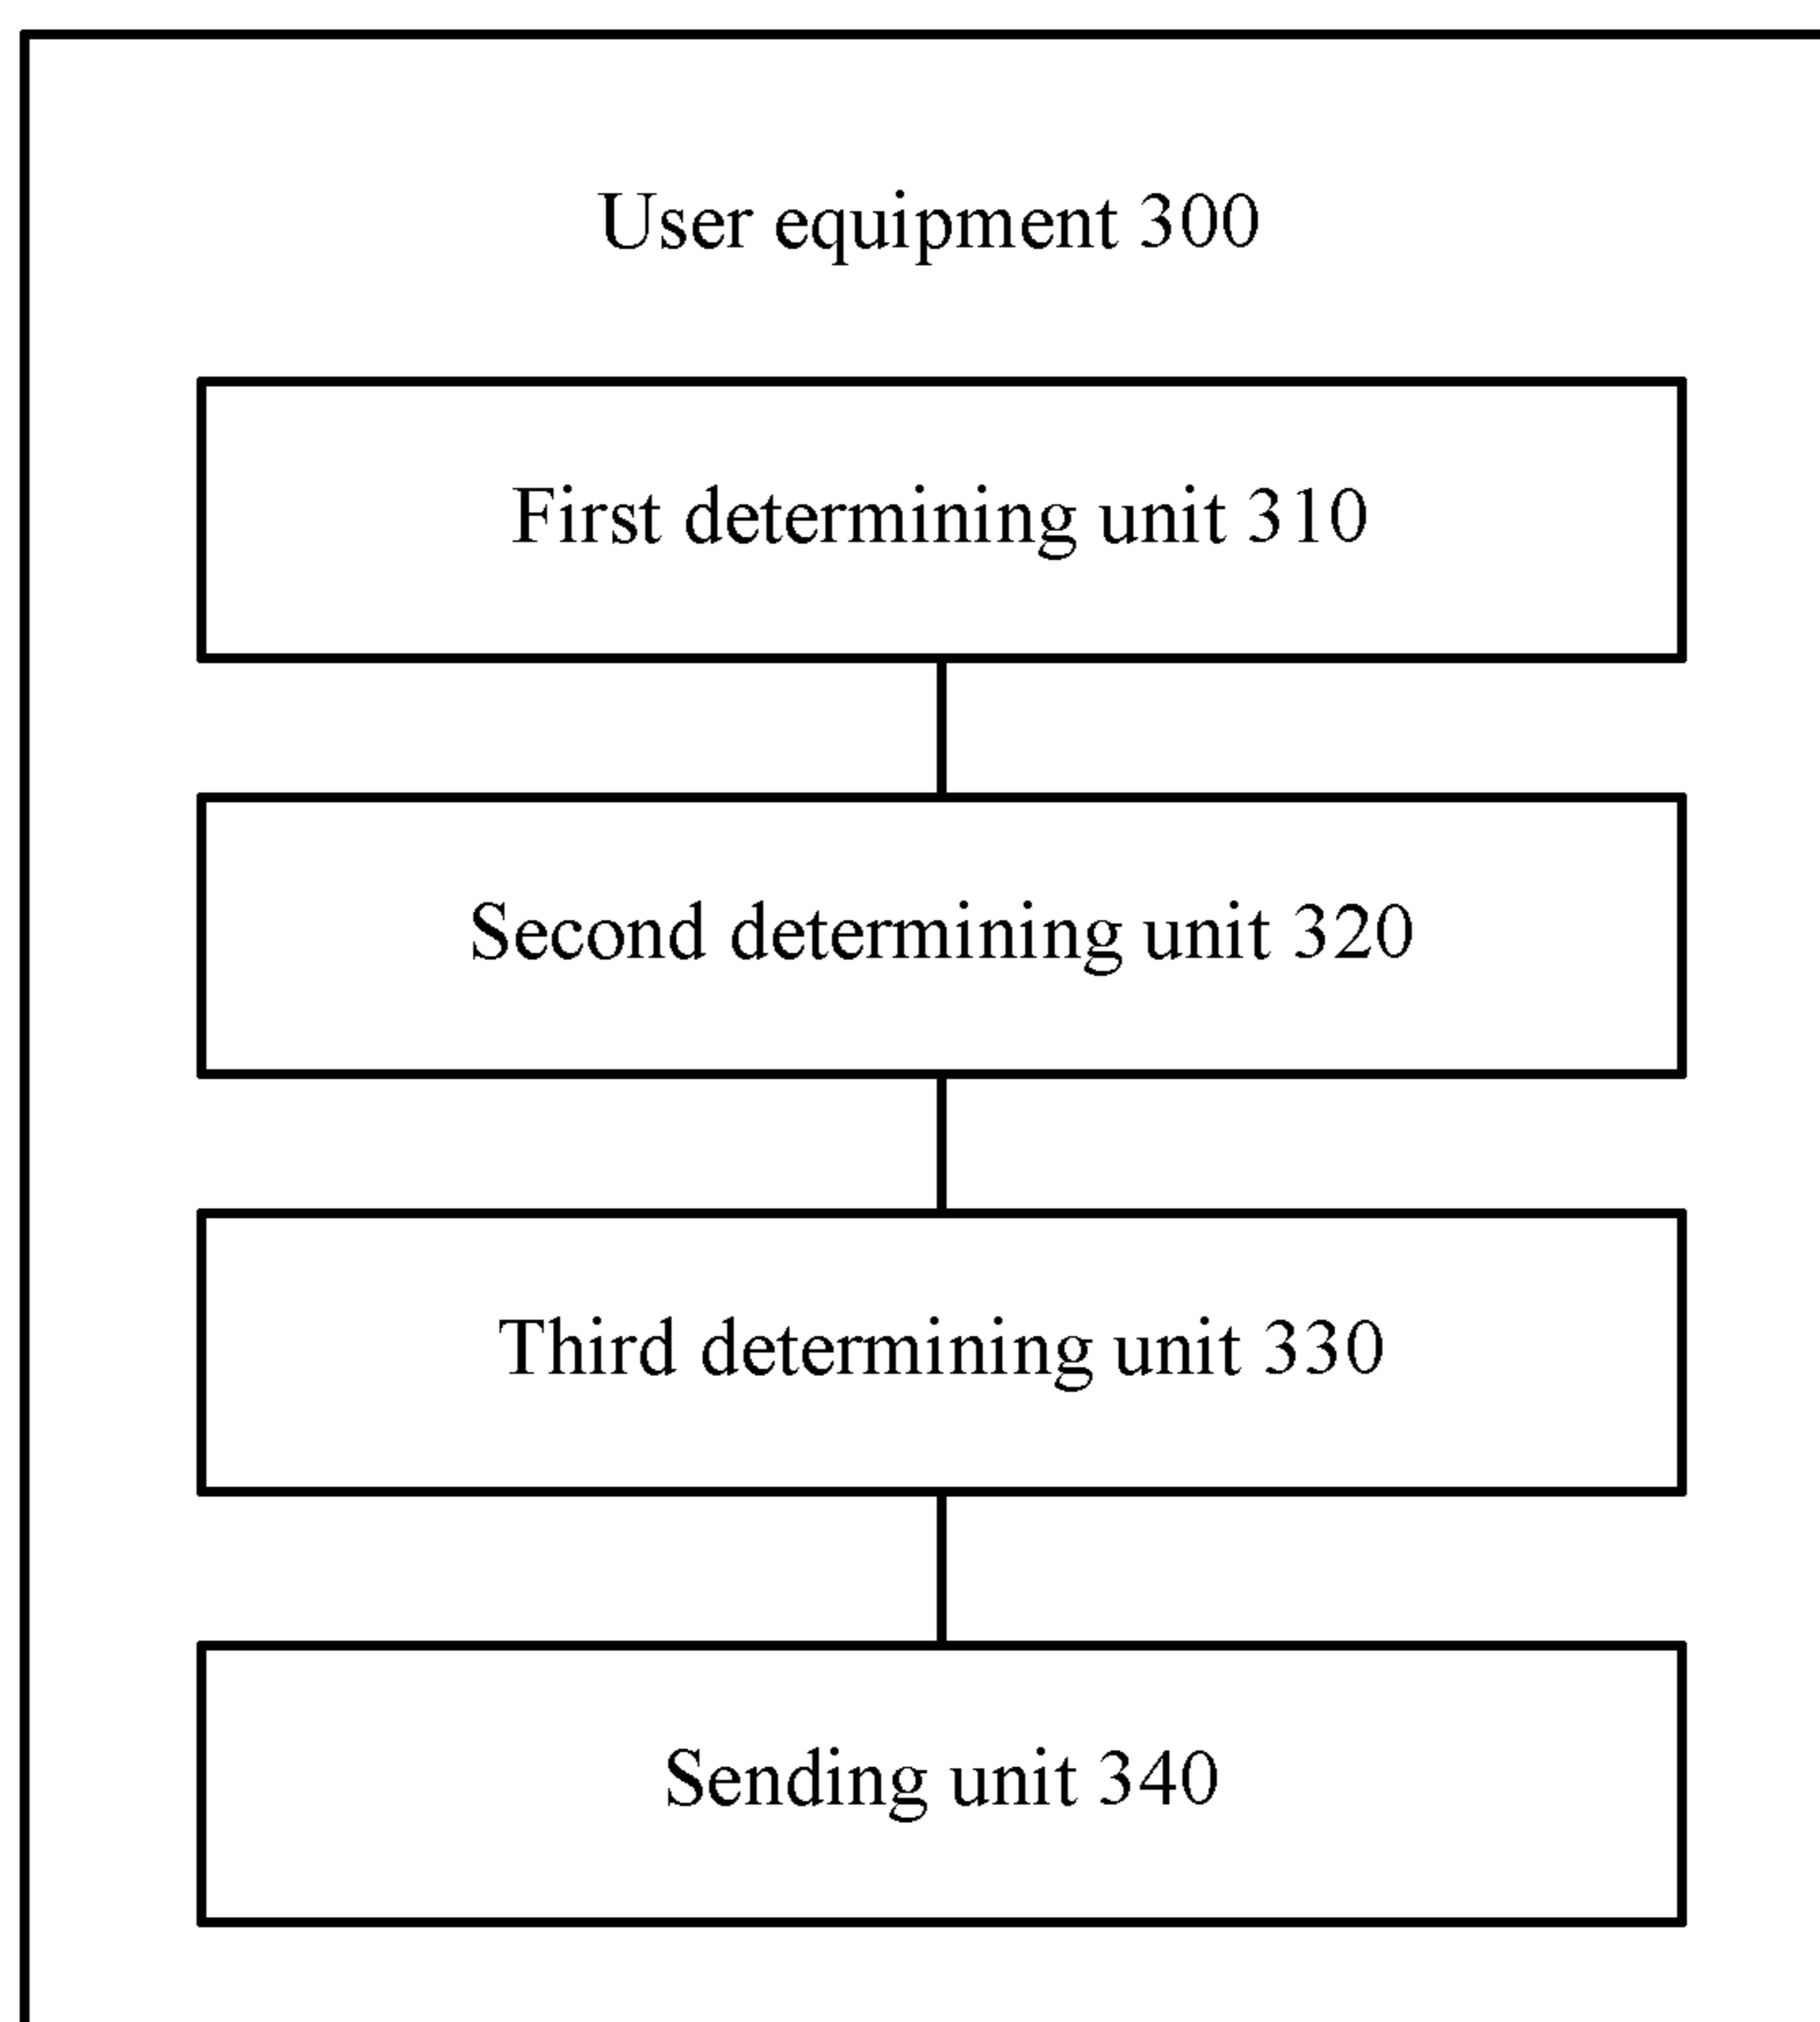 User equipment 300
First determining unit 310
Second determining unit 320
Third determining unit 330
Sending unit 340